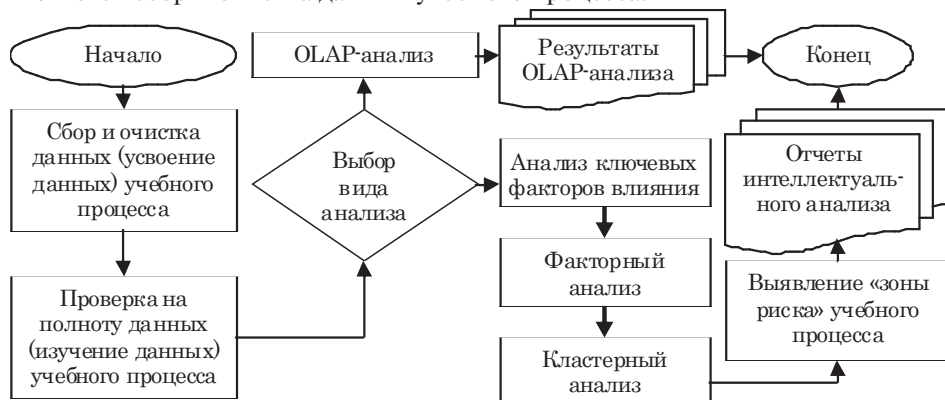 Начало
Сбор и очистка
данных (усвоение
данных) учебного
процесса
Проверка на
полноту данных
(изучение данных)
учебного процесса
Выбор
вида
анализа
OLAP-анализ
Результаты
OLAP-анализа
Конец
Анализ ключевых
факторов влияния
Факторный
анализ
Кластерный
анализ
Выявление «зоны
риска» учебного
процесса
Отчеты
интеллектуаль-
ного анализа